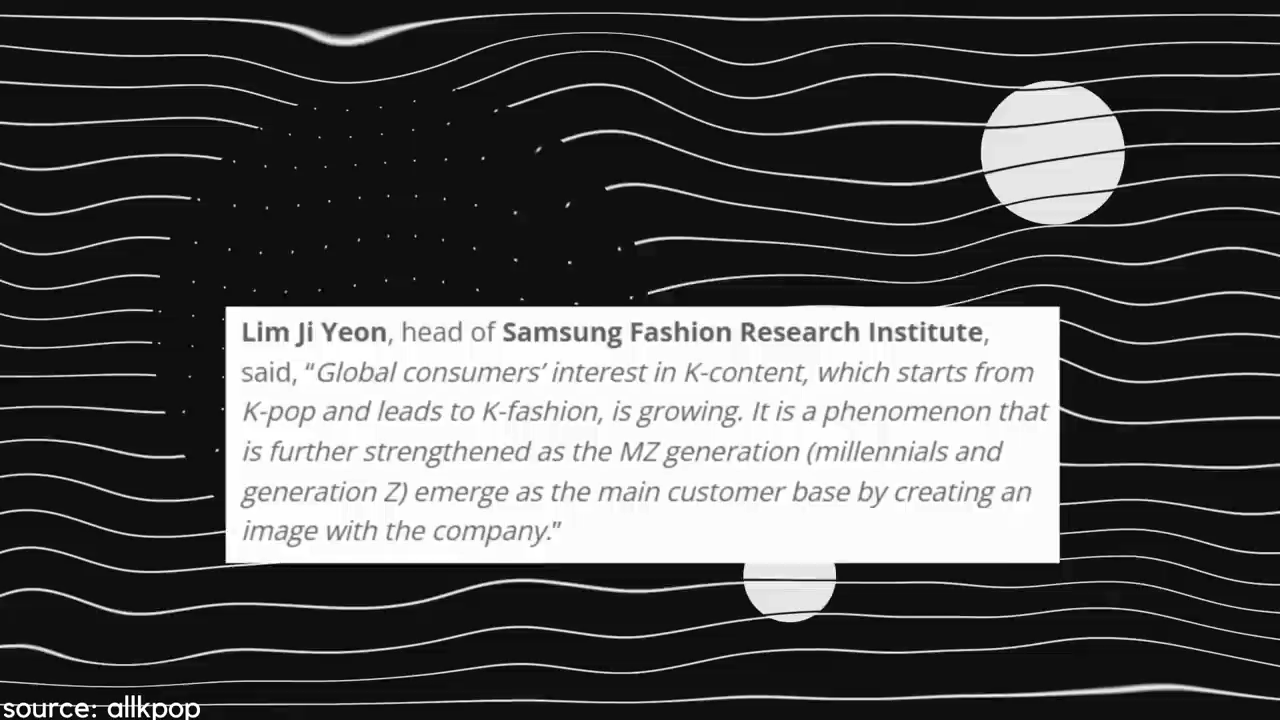 Lim Ji Yeon, head of Samsung Fashion Research Institute,
said, “Global consumers’ interest in K-content, which starts from
K-pop and leads to K-fashion, is growing. It is a phenomenon that
is further strengthened as the MZ generation (millennials and
generation Z) emerge as the main customer base by creating an
image with the company.”
source: allkpop